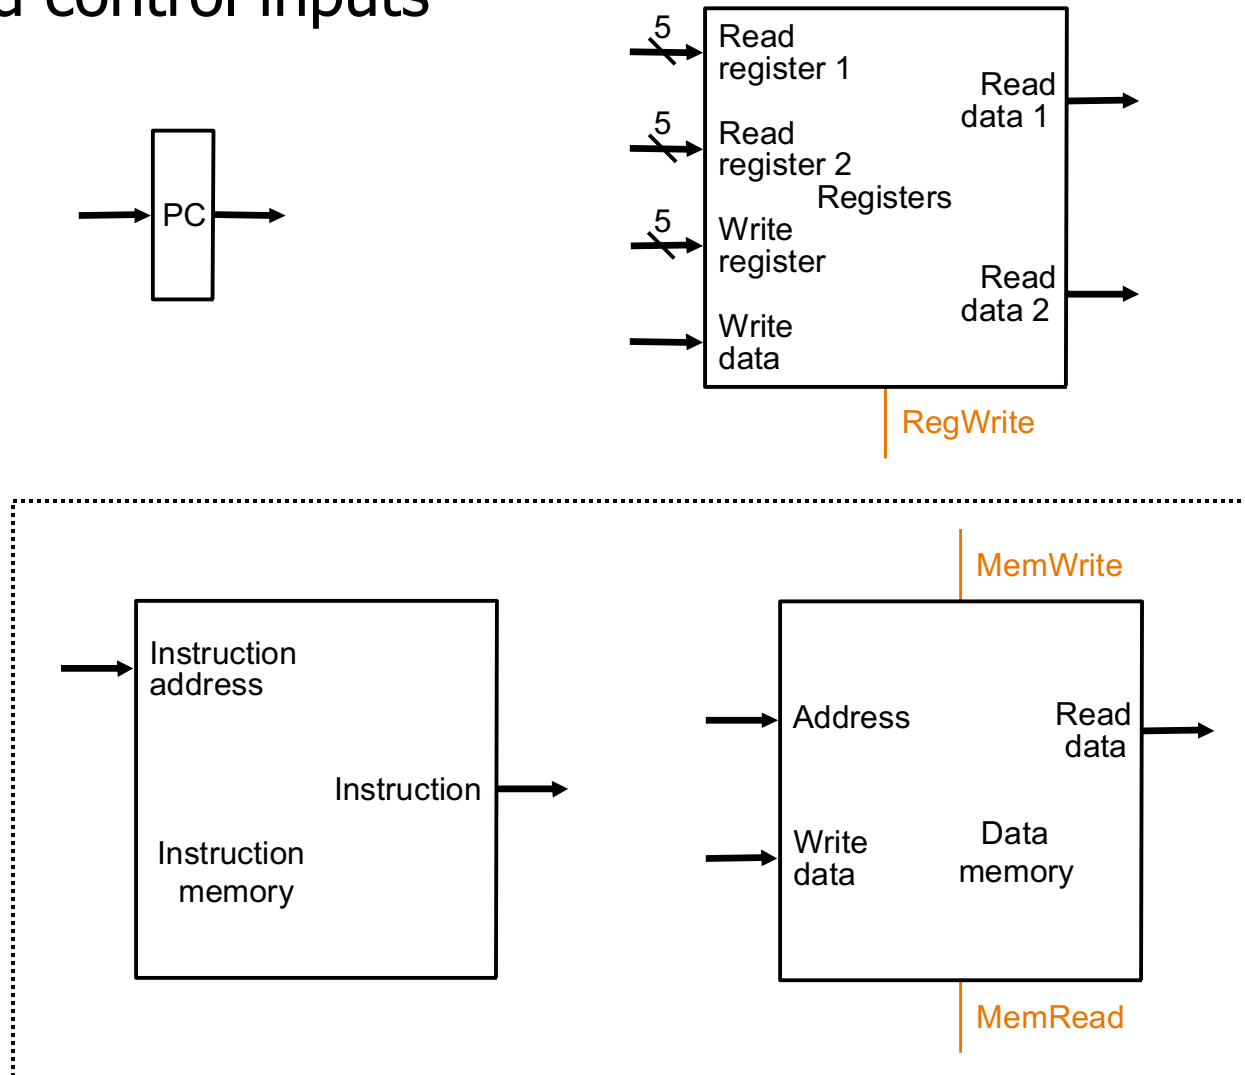 control inputs
5
Read
register 1
Read
data 1
5
Read
register 2
Registers
5
Write
register
Read
data 2
Write
data
RegWrite
PC
MemWrite
Instruction
address
Instruction
Instruction
memory
Address
Read
data
Write
data
Data
memory
MemRead